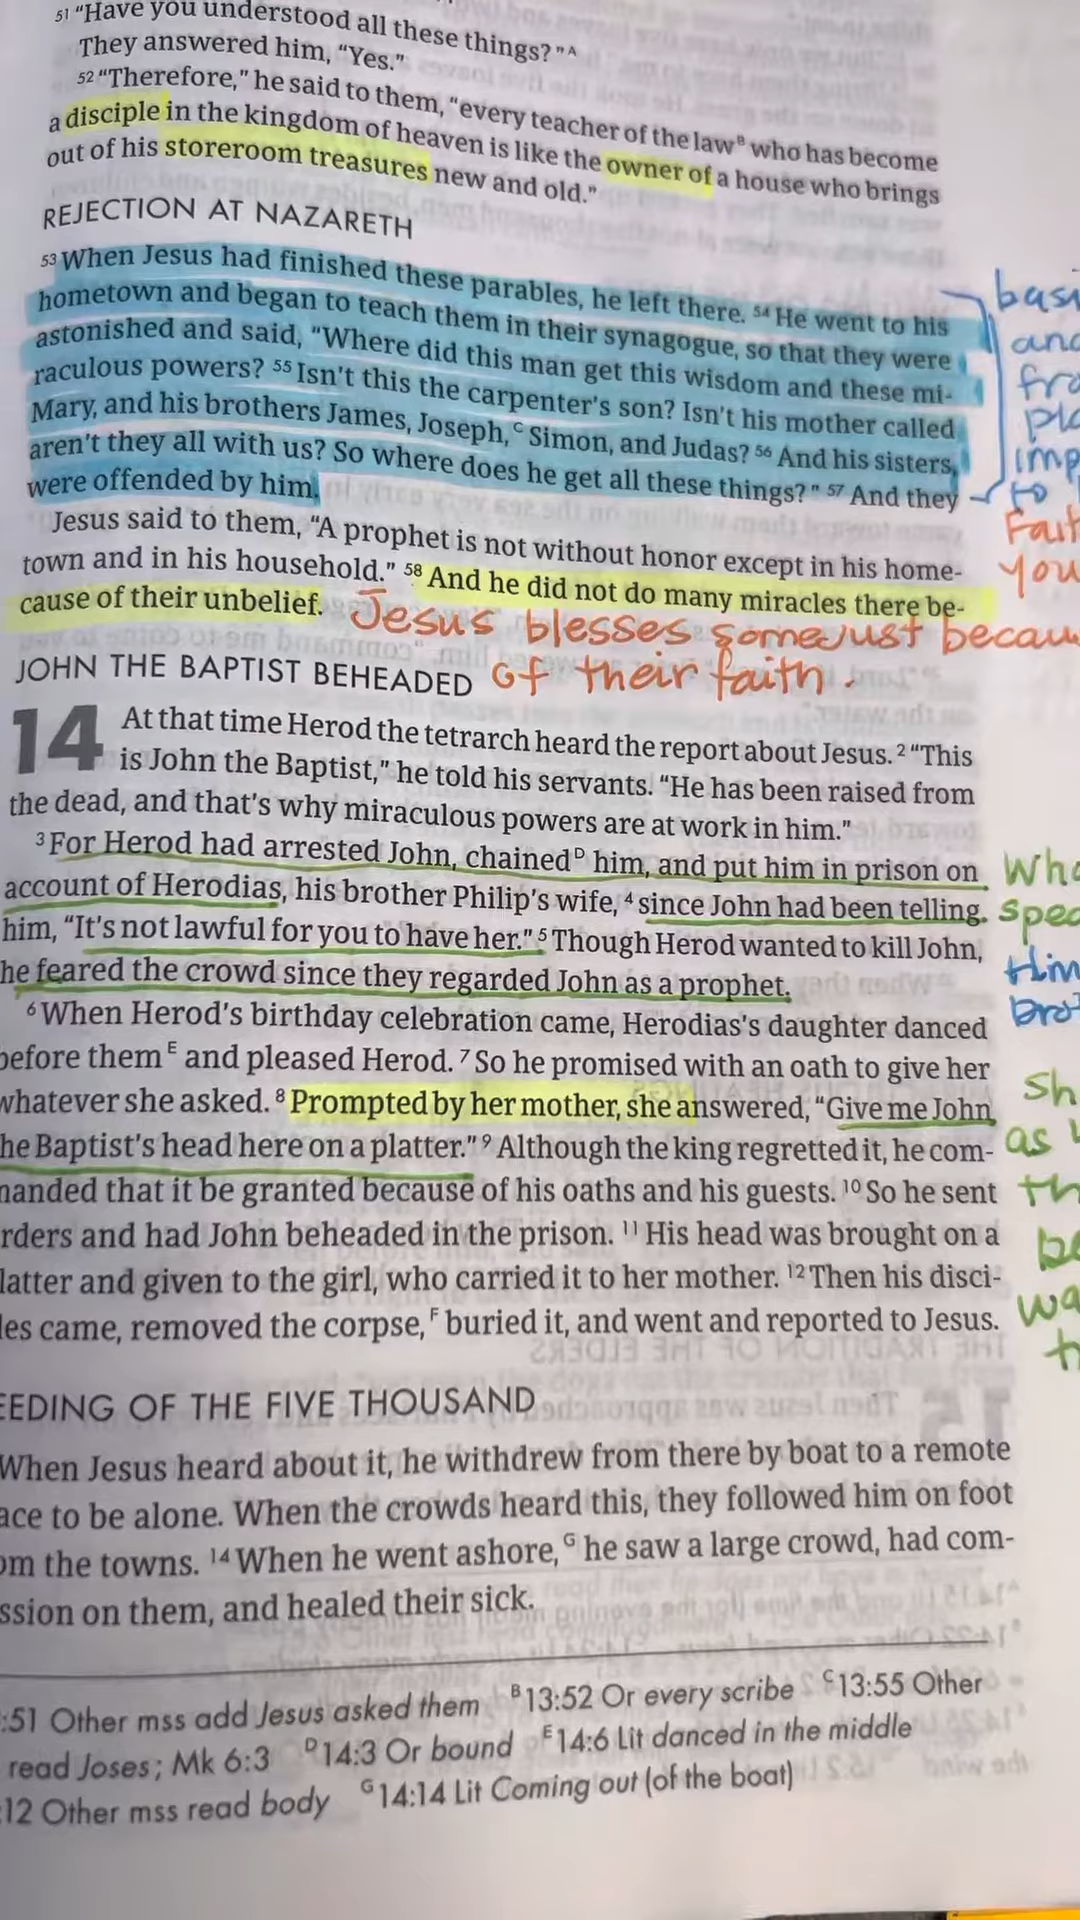 51 “Have you understood all these things?” A
They answered him, “Yes.”
52 “Therefore,” he said to them, “every teacher of the law B who has become
a disciple in the kingdom of heaven is like the owner of a house who brings
out of his storeroom treasures new and old.”
REJECTION AT NAZARETH
53 When Jesus had finished these parables, he left there. 54 He went to his
hometown and began to teach them in their synagogue, so that they were
astonished and said, “Where did this man get this wisdom and these mi-
raculous powers? 55 Isn't this the carpenter's son? Isn't his mother called
Mary, and his brothers James, Joseph, C Simon, and Judas? 56 And his sisters,
aren't they all with us? So where does he get all these things?” 57 And they
were offended by him.
Jesus said to them, “A prophet is not without honor except in his home-
town and in his household.” 58 And he did not do many miracles there be-
cause of their unbelief.
Jesus blesses some just becau
of their faith.
JOHN THE BAPTIST BEHEADED
14 At that time Herod the tetrarch heard the report about Jesus. 2 “This
is John the Baptist,” he told his servants. “He has been raised from
the dead, and that's why miraculous powers are at work in him.”
3 For Herod had arrested John, chained D him, and put him in prison on
account of Herodias, his brother Philip's wife, 4 since John had been telling
him, “It's not lawful for you to have her.” 5 Though Herod wanted to kill John,
he feared the crowd since they regarded John as a prophet.
6 When Herod's birthday celebration came, Herodias's daughter danced
before them E and pleased Herod. 7 So he promised with an oath to give her
whatever she asked. 8 Prompted by her mother, she answered, “Give me John
he Baptist's head here on a platter.” 9 Although the king regretted it, he com-
manded that it be granted because of his oaths and his guests. 10 So he sent
rders and had John beheaded in the prison. 11 His head was brought on a
latter and given to the girl, who carried it to her mother. 12 Then his disci-
les came, removed the corpse, F buried it, and went and reported to Jesus.
EEDING OF THE FIVE THOUSAND
When Jesus heard about it, he withdrew from there by boat to a remote
ace to be alone. When the crowds heard this, they followed him on foot
om the towns. 14 When he went ashore, G he saw a large crowd, had com-
ssion on them, and healed their sick.
:51 Other mss add Jesus asked them B 13:52 Or every scribe C 13:55 Other
read Joses; Mk 6:3 D 14:3 Or bound E 14:6 Lit danced in the middle
:12 Other mss read body G 14:14 Lit Coming out (of the boat)
and
to
you
as